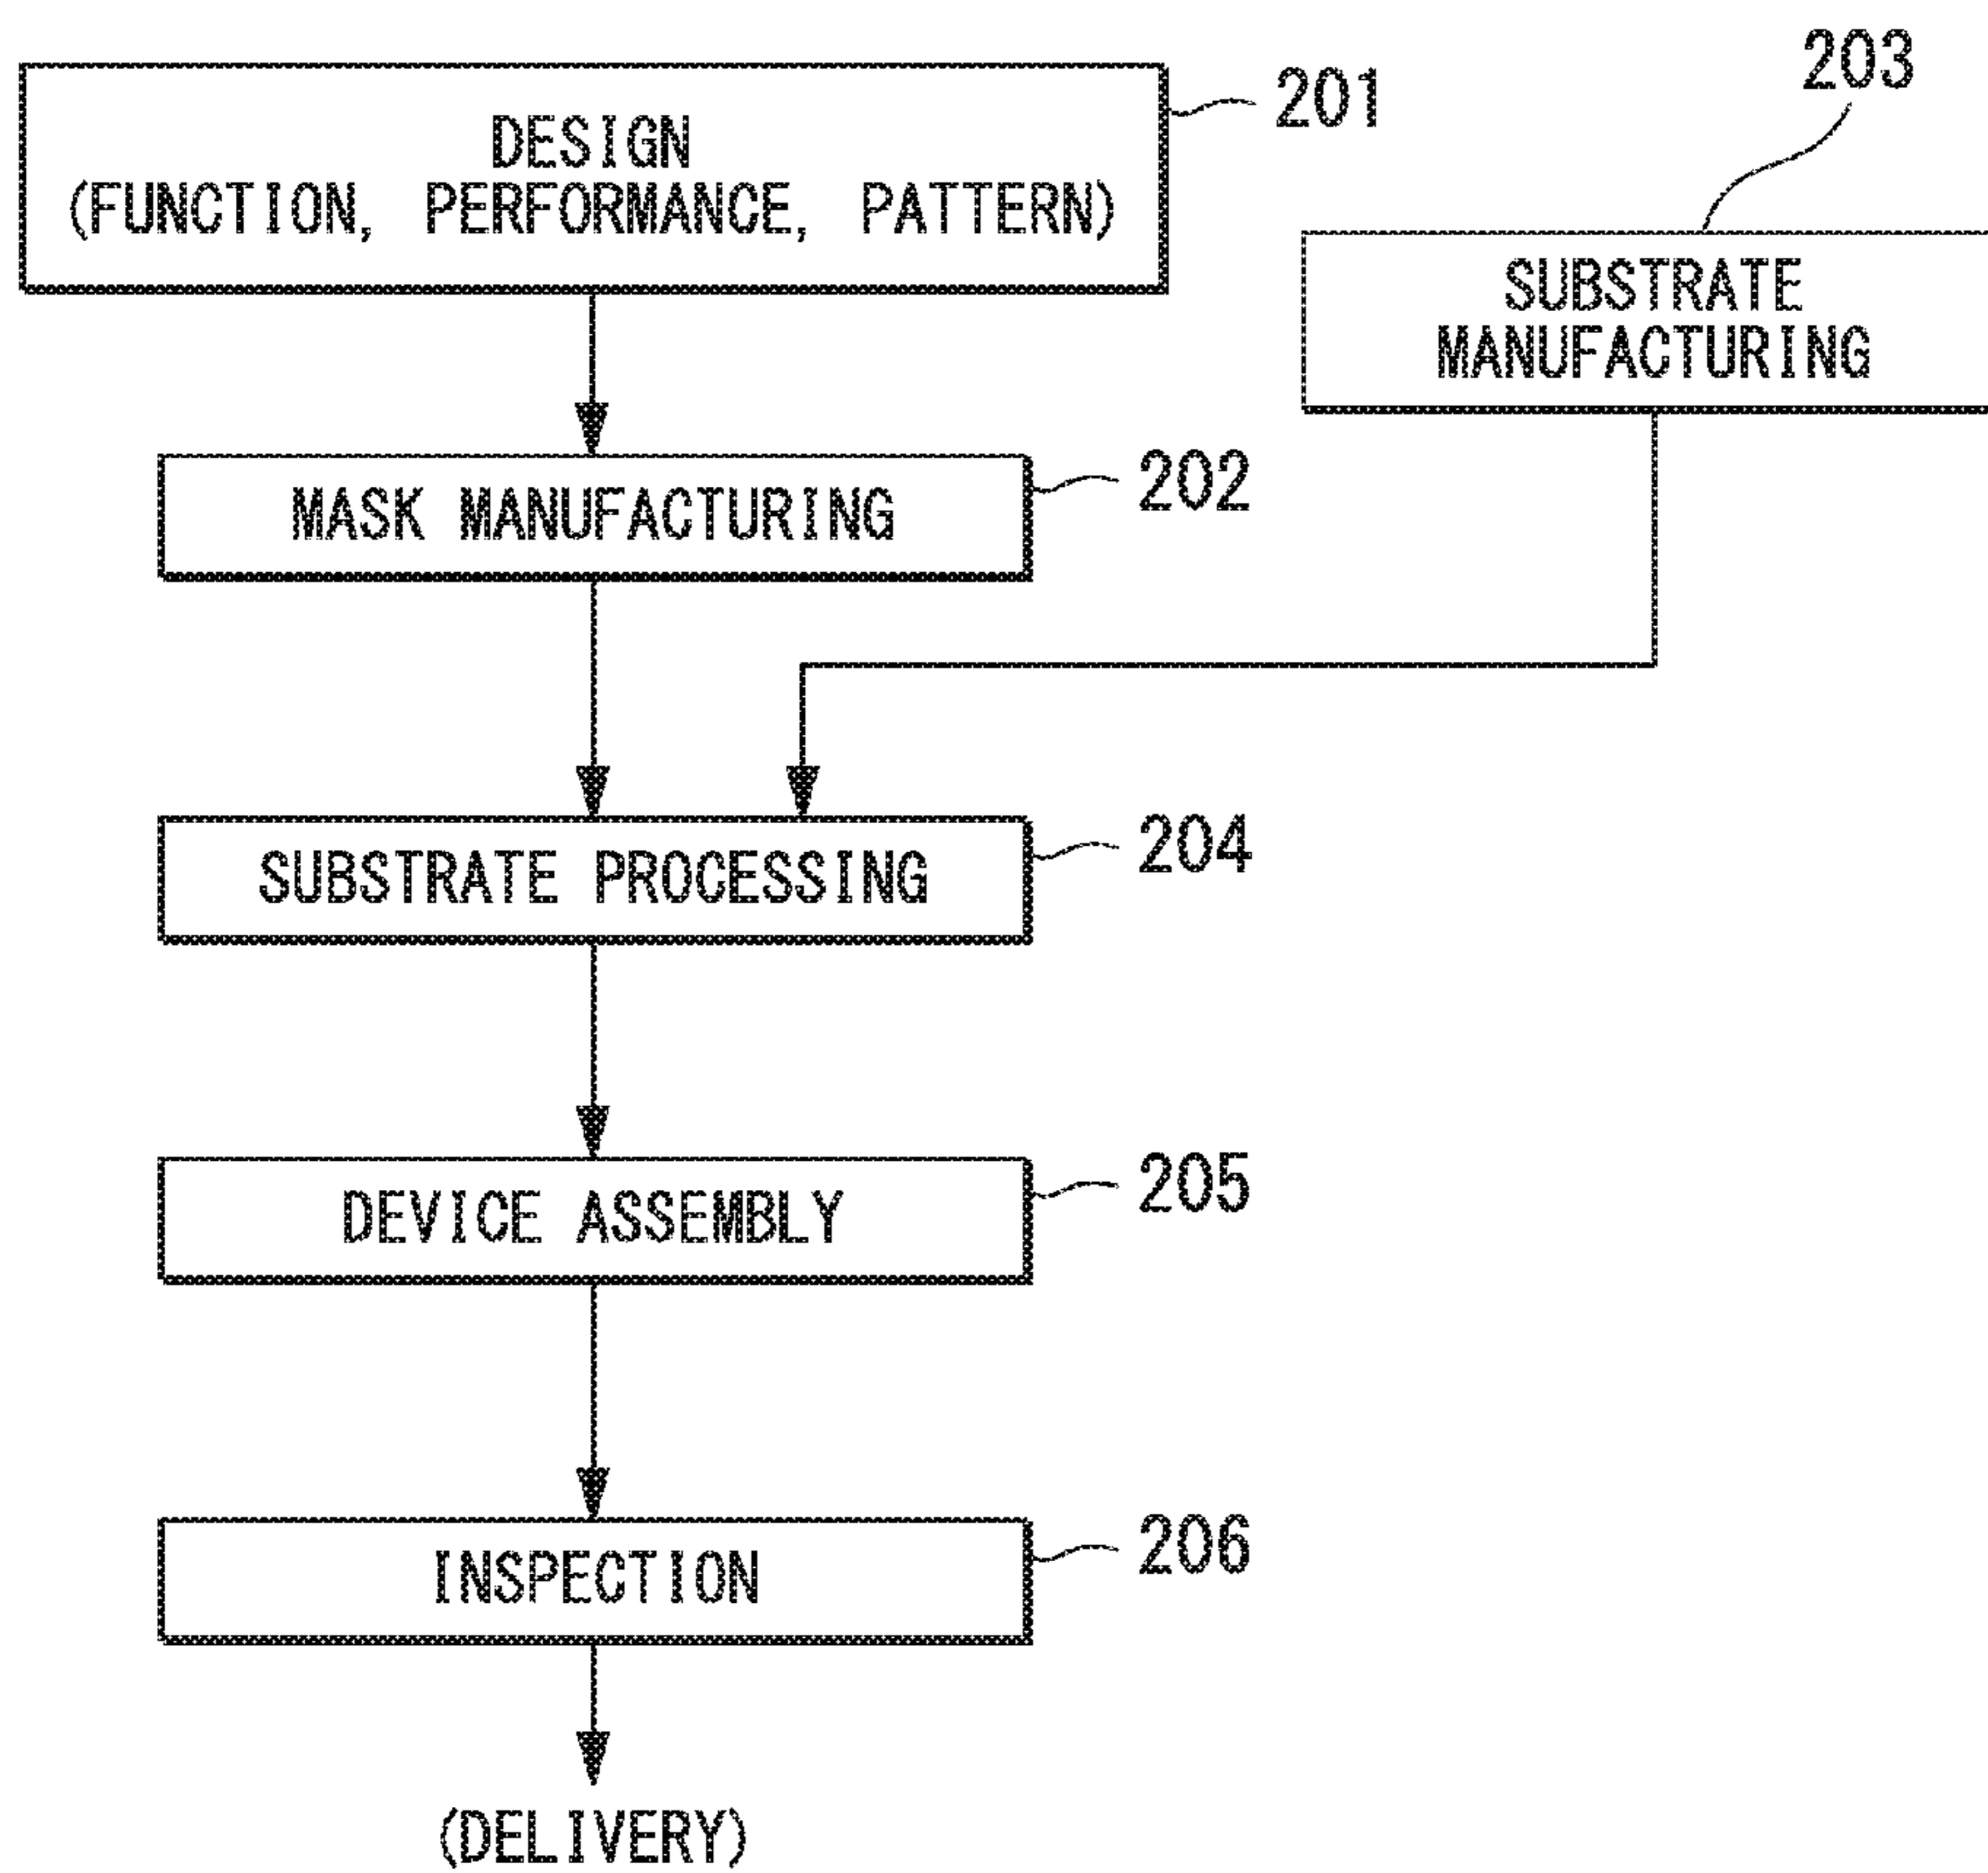 DESIGN
(FUNCTION, PERFORMANCE, PATTERN)
201
203
SUBSTRATE
MANUFACTURING
MASK MANUFACTURING
202
SUBSTRATE PROCESSING
204
DEVICE ASSEMBLY
205
INSPECTION
206
(DELIVERY)